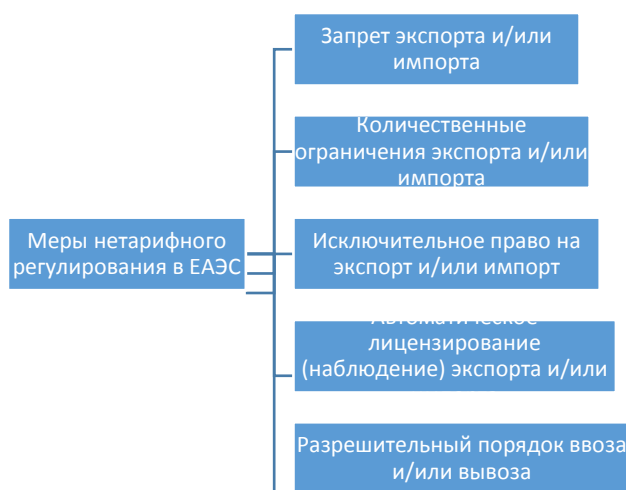 Запрет экспорта и/или
импорта
Количественные
ограничения экспорта и/или
импорта
Меры нетарифного
регулирования в ЕАЭС
Исключительное право на
экспорт и/или импорт
Автоматическое
лицензирование
(наблюдение) экспорта и/или
Разрешительный порядок ввоза
и/или вывоза